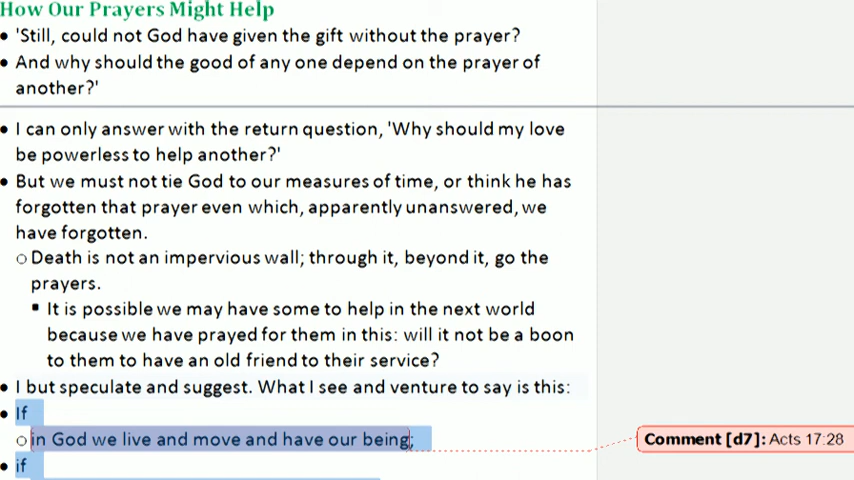 How Our Prayers Might Help
• 'Still, could not God have given the gift without the prayer?
• And why should the good of any one depend on the prayer of
another?'
• I can only answer with the return question, 'Why should my love
be powerless to help another?'
• But we must not tie God to our measures of time, or think he has
forgotten that prayer even which, apparently unanswered, we
have forgotten.
○ Death is not an impervious wall; through it, beyond it, go the
prayers.
▪ It is possible we may have some to help in the next world
because we have prayed for them in this: will it not be a boon
to them to have an old friend to their service?
• I but speculate and suggest. What I see and venture to say is this:
• If
○ in God we live and move and have our being;
Comment [d7]: Acts 17:28
• if